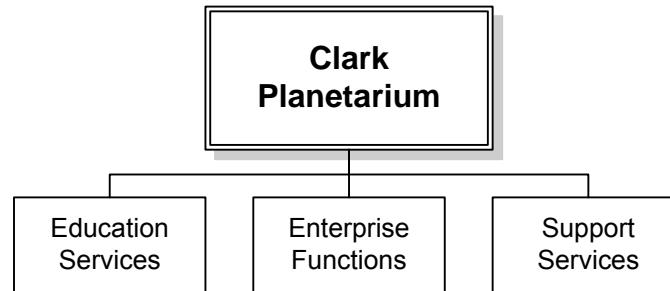 Clark
Planetarium
Education
Services
Enterprise
Functions
Support
Services